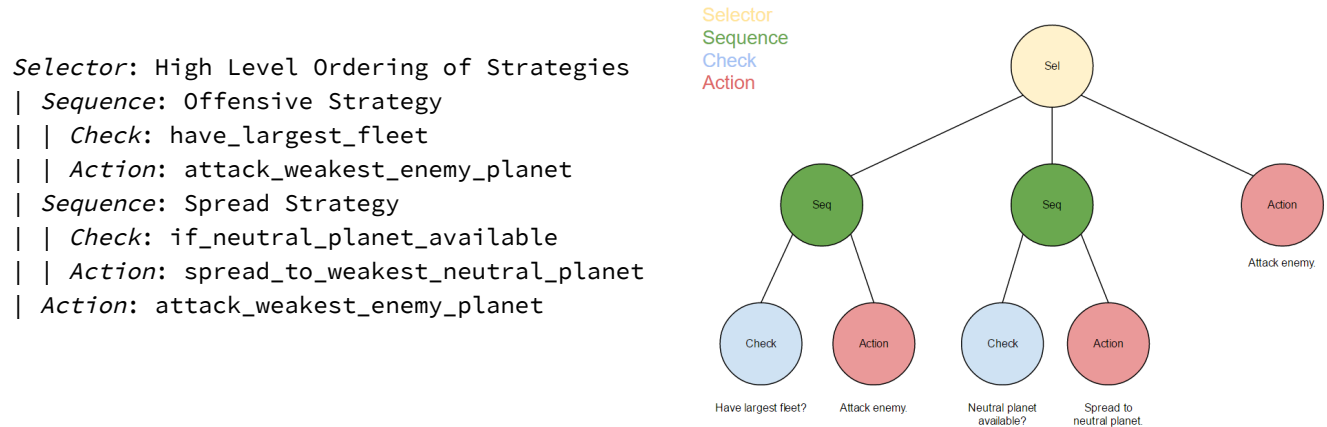 Selector: High Level Ordering of Strategies
| Sequence: Offensive Strategy
| | Check: have_largest_fleet
| | Action: attack_weakest_enemy_planet
| Sequence: Spread Strategy
| | Check: if_neutral_planet_available
| | Action: spread_to_weakest_neutral_planet
| Action: attack_weakest_enemy_planet
Selector
Sequence
Check
Action
Sel
Seq
Seq
Action
Attack enemy.
Check
Action
Check
Action
Have largest fleet?
Attack enemy.
Neutral planet
available?
Spread to
neutral planet.